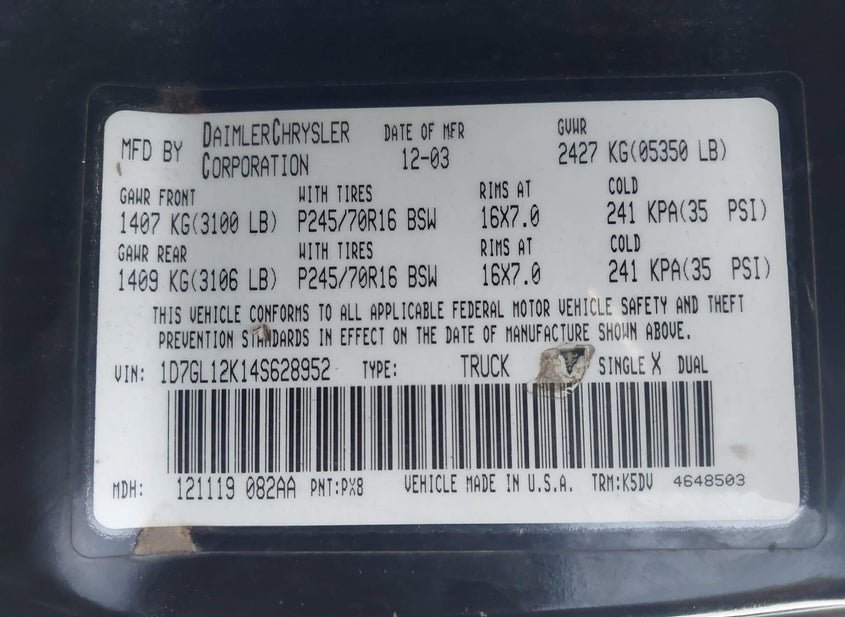 MFD BY DAIMLERCHRYSLER CORPORATION DATE OF MFR 12-03 GVWR 2427 KG(05350 LB)
GAWR FRONT WITH TIRES RIMS AT COLD
1407 KG(3100 LB) P245/70R16 BSW 16X7.0 241 KPA(35 PSI)
GAWR REAR WITH TIRES RIMS AT COLD
1409 KG(3106 LB) P245/70R16 BSW 16X7.0 241 KPA(35 PSI)
THIS VEHICLE CONFORMS TO ALL APPLICABLE FEDERAL MOTOR VEHICLE SAFETY AND THEFT
PREVENTION STANDARDS IN EFFECT ON THE DATE OF MANUFACTURE SHOWN ABOVE.
VIN: 1D7GL12K14S628952 TYPE: TRUCK SINGLE X DUAL
MDH: 121119 082AA PNT:PX8 VEHICLE MADE IN U.S.A. TRM:K5DV 4648503